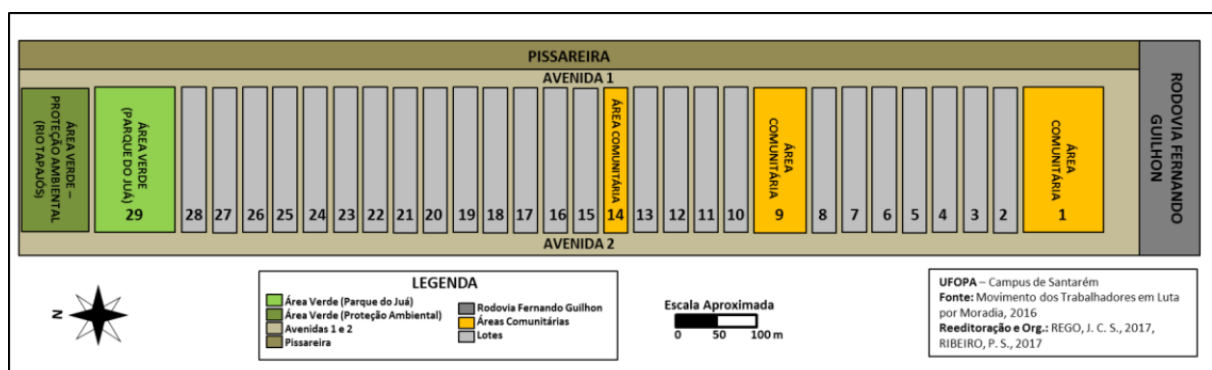 PISSAREIRA
AVENIDA 1
ÁREA VERDE –
PROTEÇÃO AMBIENTAL
(RIO TAPAJÓS)
ÁREA VERDE
(PARQUE DO JUÁ)
29
28
27
26
25
24
23
22
21
20
19
18
17
16
15
ÁREA COMUNITÁRIA
14
13
12
11
10
ÁREA
COMUNITÁRIA
9
8
7
6
5
4
3
2
ÁREA
COMUNITÁRIA
1
RODOVIA FERNANDO
GUILHON
AVENIDA 2
N
LEGENDA
Área Verde (Parque do Juá)
Área Verde (Proteção Ambiental)
Avenidas 1 e 2
Pissareira
Rodovia Fernando Guilhon
Áreas Comunitárias
Lotes
Escala Aproximada
0 50 100 m
UFOPA – Campus de Santarém
Fonte: Movimento dos Trabalhadores em Luta
por Moradia, 2016
Reeditoração e Org.: REGO, J. C. S., 2017,
RIBEIRO, P. S., 2017